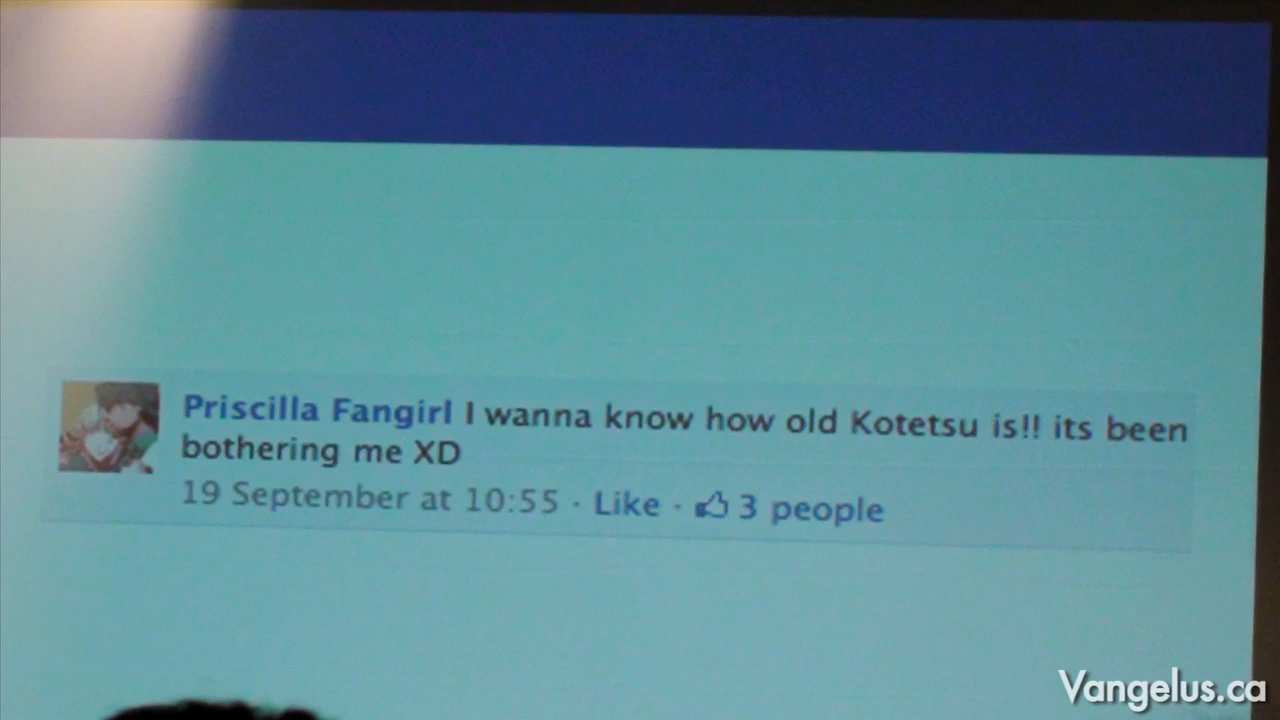 Priscilla Fangirl I wanna know how old Kotetsu is!! its been
bothering me XD
19 September at 10:55 · Like · 3 people
Vangelus.ca